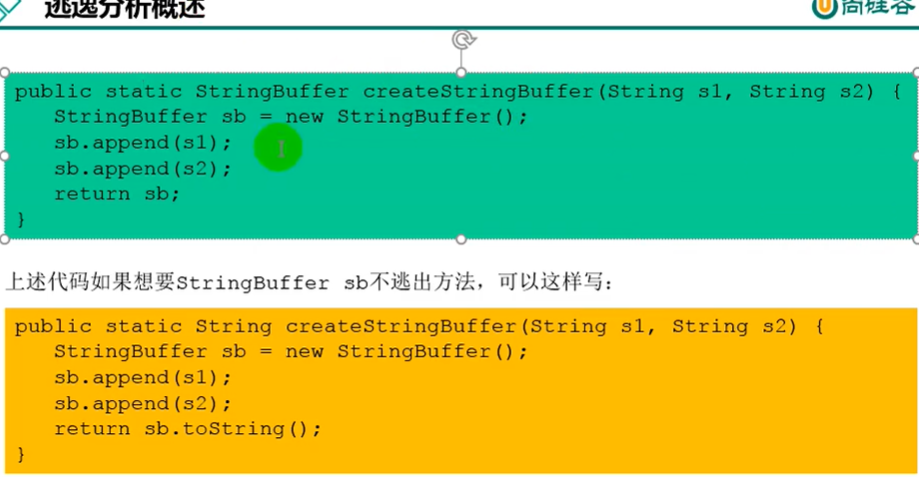 逃逸分析概述
尚硅谷
public static StringBuffer createStringBuffer(String s1, String s2) {
StringBuffer sb = new StringBuffer();
sb.append(s1);
sb.append(s2);
return sb;
}
上述代码如果想要StringBuffer sb不逃出方法，可以这样写：
public static String createStringBuffer(String s1, String s2) {
StringBuffer sb = new StringBuffer();
sb.append(s1);
sb.append(s2);
return sb.toString();
}